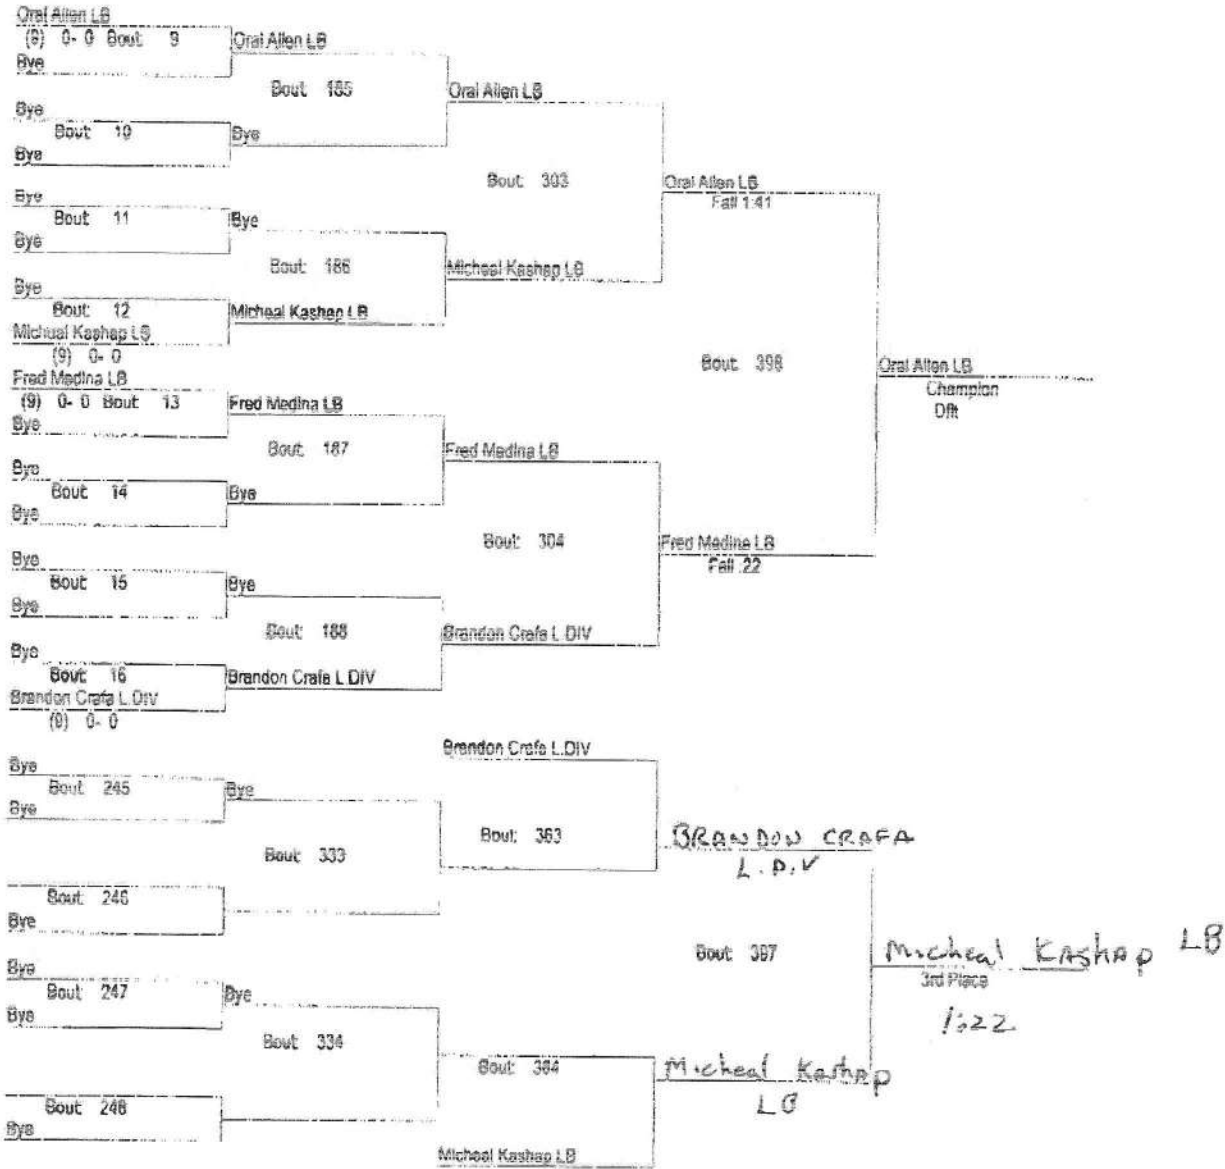 Oral Allen LB
(9) 0-0 Bout: 9
Bye
Oral Allen LB
Bout: 185
Oral Allen LB
Bye
Bout: 10
Bye
Bye
Bout: 303
Oral Allen LB
Fall 1:41
Bye
Bout: 11
Bye
Bye
Bout: 186
Micheal Kashap LB
Bye
Bout: 12
Michual Kashap LB
(9) 0-0
Micheal Kashap LB
Bout: 398
Oral Allen LB
Champion
Dflt
Fred Medina LB
(9) 0-0 Bout: 13
Bye
Fred Medina LB
Bout: 187
Fred Medina LB
Bye
Bout: 14
Bye
Bye
Bout: 304
Fred Medina LB
Fall :22
Bye
Bout: 15
Bye
Bye
Bout: 188
Brandon Crafa L.DIV
Bye
Bout: 16
Brandon Crafa L.DIV
(9) 0-0
Brandon Crafa L.DIV
Brandon Crafa L.DIV
Bye
Bout: 245
Bye
Bye
Bout: 333
Bout: 363
BRANDON CRAFA
L.D.V
Bout: 246
Bye
Bout: 397
Micheal Kashap LB
3rd Place
1:22
Bye
Bout: 247
Bye
Bye
Bout: 334
Bout: 364
Micheal Kashap
LB
Bout: 248
Bye
Micheal Kashap LB